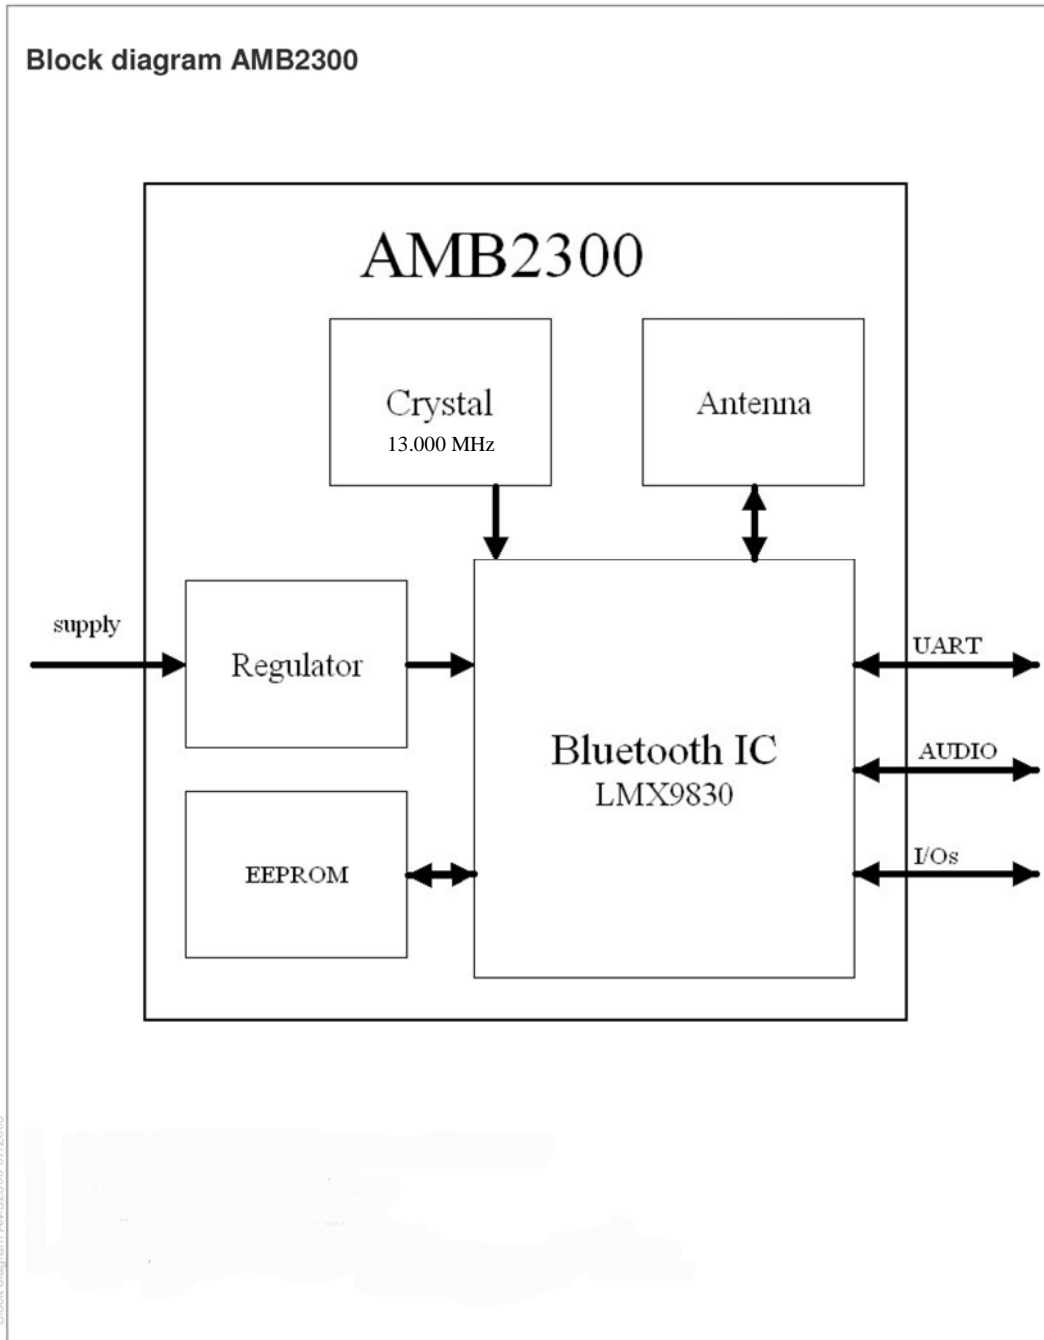 Block diagram AMB2300
AMB2300
Crystal
13.000 MHz
Antenna
supply
Regulator
UART
Bluetooth IC
LMX9830
AUDIO
EEPROM
I/Os